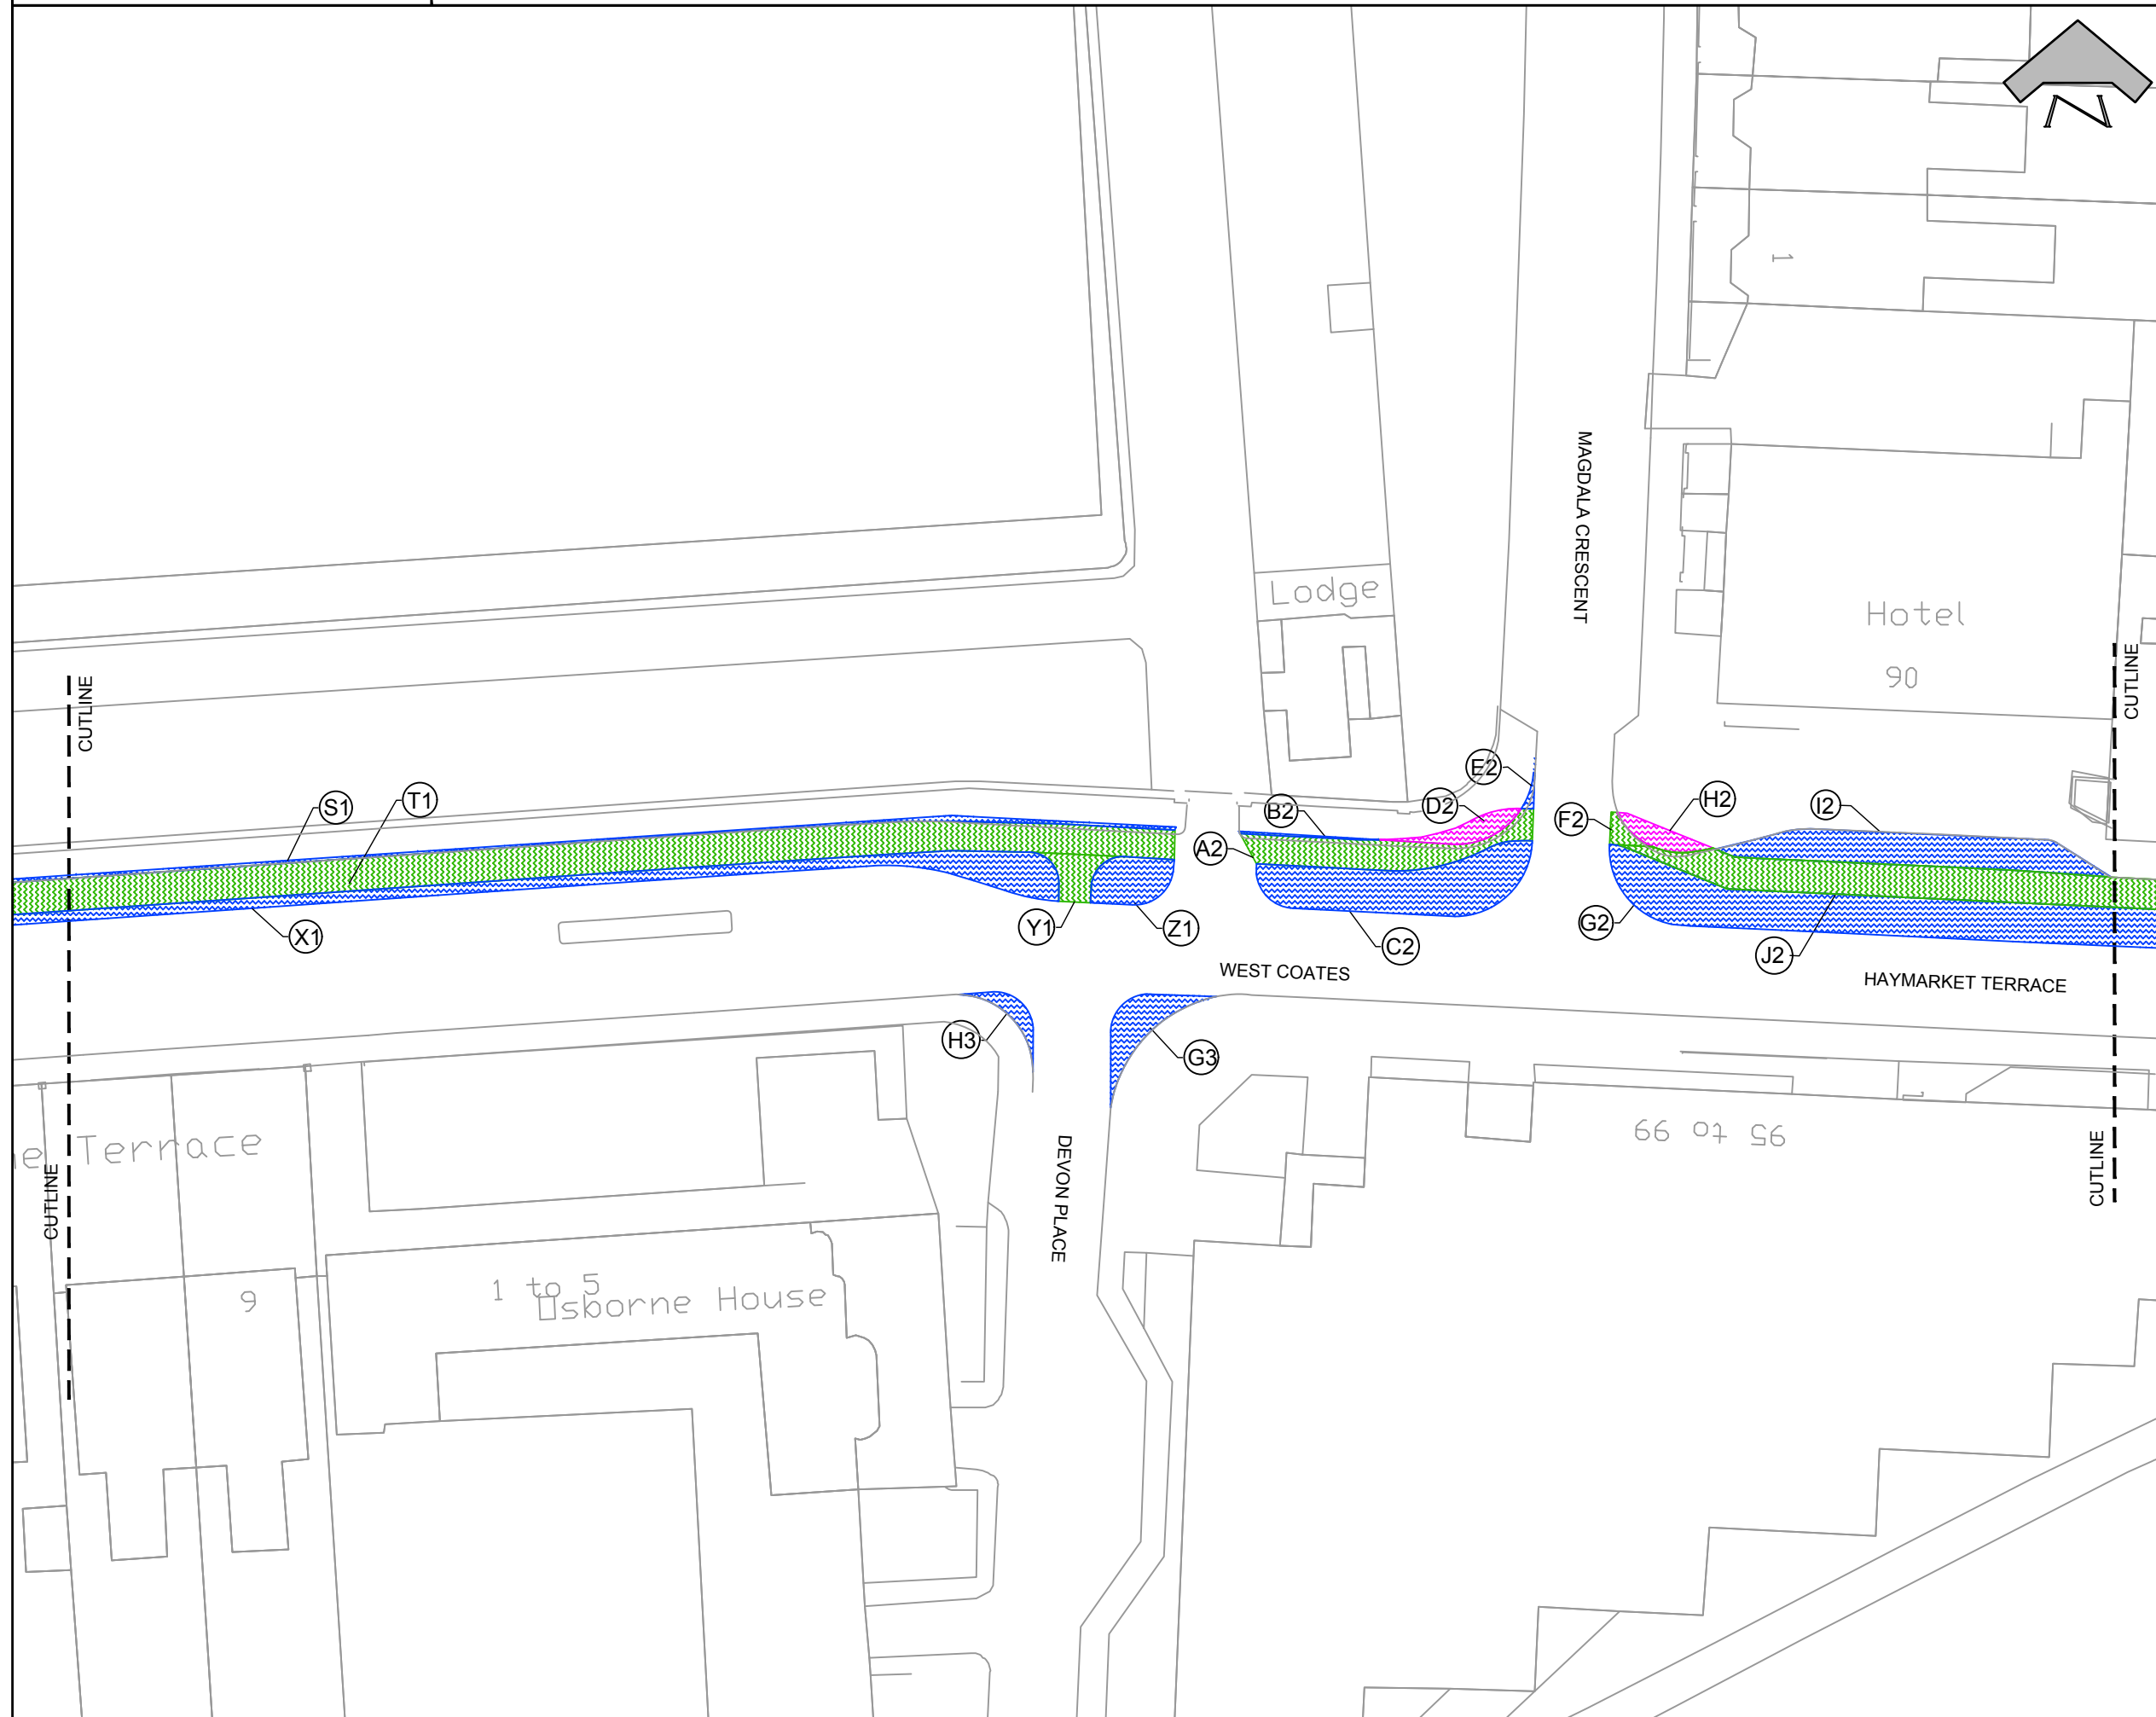 N
1
MAGDALA CRESCENT
Lodge
Hotel
90
CUTLINE
CUTLINE
E2
S1
T1
B2
D2
H2
I2
F2
A2
X1
Y1
Z1
C2
G2
J2
WEST COATES
HAYMARKET TERRACE
H3
G3
95 to 99
e Terrace
CUTLINE
CUTLINE
DEVON PLACE
9
1 to 5
Osborne House